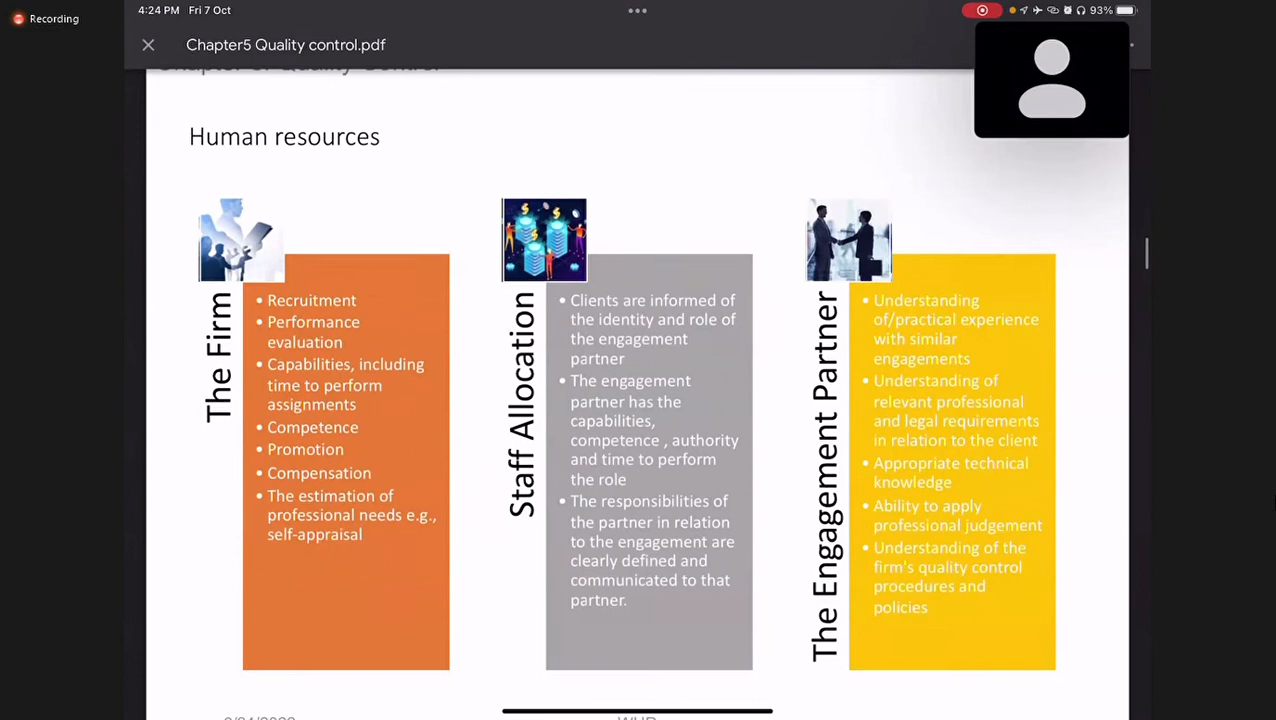 Recording
4:24 PM Fri 7 Oct
93%
Chapter5 Quality control.pdf
Human resources
The Firm
• Recruitment
• Performance
evaluation
• Capabilities, including
time to perform
assignments
• Competence
• Promotion
• Compensation
• The estimation of
professional needs e.g.,
self-appraisal
Staff Allocation
• Clients are informed of
the identity and role of
the engagement
partner
• The engagement
partner has the
capabilities,
competence , authority
and time to perform
the role
• The responsibilities of
the partner in relation
to the engagement are
clearly defined and
communicated to that
partner.
The Engagement Partner
• Understanding
of/practical experience
with similar
engagements
• Understanding of
relevant professional
and legal requirements
in relation to the client
• Appropriate technical
knowledge
• Ability to apply
professional judgement
• Understanding of the
firm's quality control
procedures and
policies